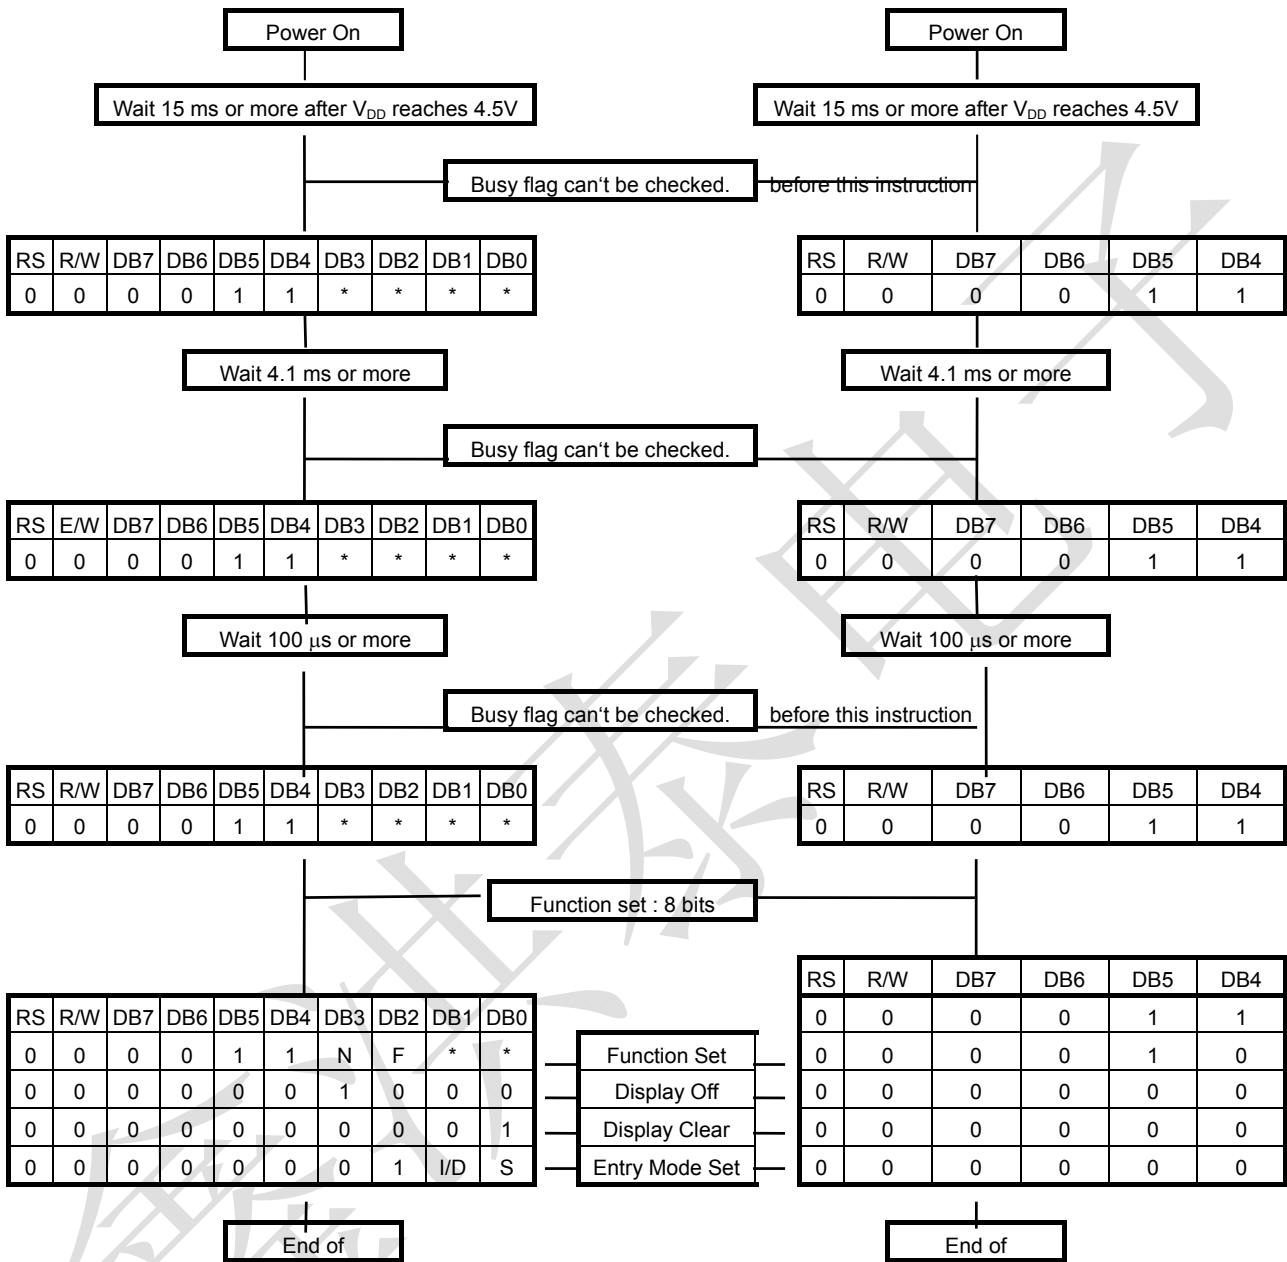 Power On
Power On
Wait 15 ms or more after VDD reaches 4.5V
Wait 15 ms or more after VDD reaches 4.5V
Busy flag can‘t be checked. before this instruction
RS R/W DB7 DB6 DB5 DB4 DB3 DB2 DB1 DB0
0 0 0 0 1 1 * * * *
RS R/W DB7 DB6 DB5 DB4
0 0 0 0 1 1
Wait 4.1 ms or more
Wait 4.1 ms or more
Busy flag can‘t be checked.
RS E/W DB7 DB6 DB5 DB4 DB3 DB2 DB1 DB0
0 0 0 0 1 1 * * * *
RS R/W DB7 DB6 DB5 DB4
0 0 0 0 1 1
Wait 100 μs or more
Wait 100 μs or more
Busy flag can‘t be checked. before this instruction
RS R/W DB7 DB6 DB5 DB4 DB3 DB2 DB1 DB0
0 0 0 0 1 1 * * * *
RS R/W DB7 DB6 DB5 DB4
0 0 0 0 1 1
Function set : 8 bits
RS R/W DB7 DB6 DB5 DB4 DB3 DB2 DB1 DB0
0 0 0 0 1 1 N F * *
0 0 0 0 0 0 1 0 0 0
0 0 0 0 0 0 0 0 0 1
0 0 0 0 0 0 0 1 I/D S
Function Set
Display Off
Display Clear
Entry Mode Set
RS R/W DB7 DB6 DB5 DB4
0 0 0 0 1 1
0 0 0 0 1 0
0 0 0 0 0 0
0 0 0 0 0 0
0 0 0 0 0 0
End of
End of
鑫洪泰电子